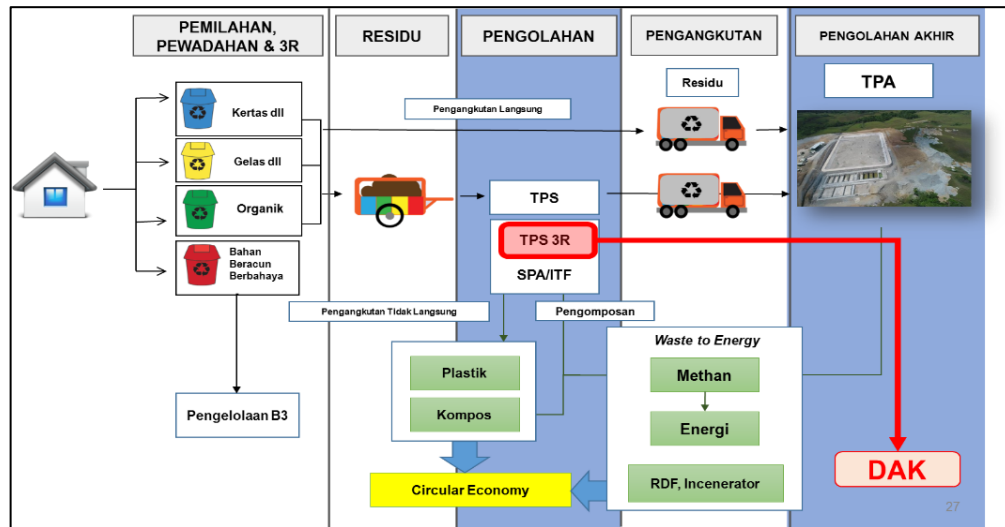 PEMILAHAN,
PEWADAHAN & 3R
RESIDU
PENGOLAHAN
PENGANGKUTAN
PENGOLAHAN AKHIR
Kertas dll
Gelas dll
Organik
Bahan
Beracun
Berbahaya
Pengangkutan Langsung
Residu
TPA
TPS
TPS 3R
SPA/ITF
Pengangkutan Tidak Langsung
Pengomposan
Plastik
Kompos
Waste to Energy
Methan
Energi
RDF, Incenerator
Pengelolaan B3
Circular Economy
DAK
27